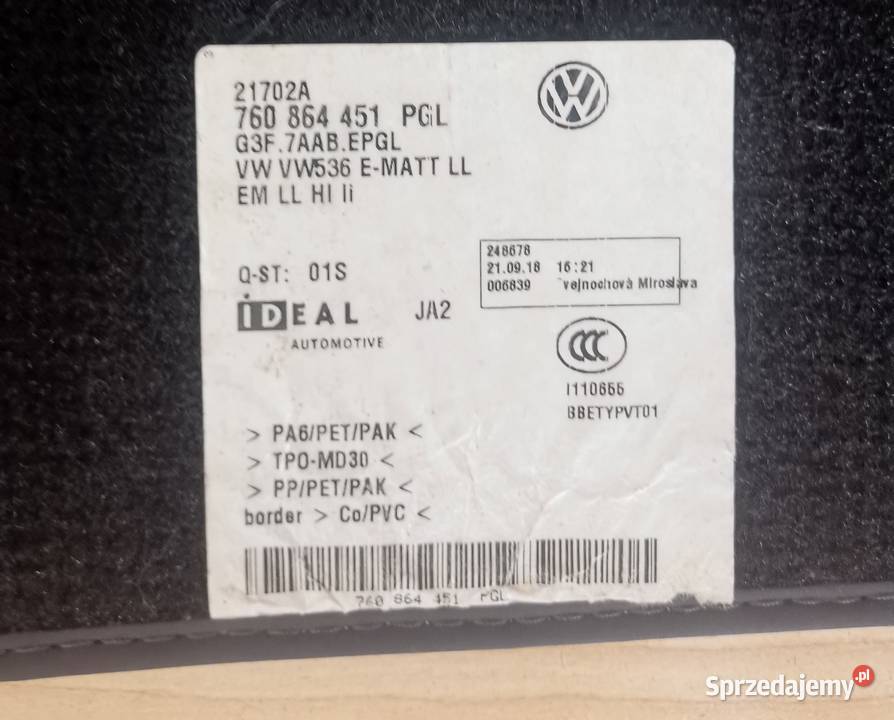 21702A
760 864 451 PGL
G3F.7AAB.EPGL
VW VW536 E-MATT LL
EM LL HI li
Q-ST: 01S
IDEAL
AUTOMOTIVE
JA2
248678
21.09.18 16:21
006839 vejnochová Miroslava
CCC
I110655
BBETYPVT01
> PA6/PET/PAK <
> TPO-MD30 <
> PP/PET/PAK <
border > Co/PVC <
760 864 451 PGL
Sprzedajemy.pl